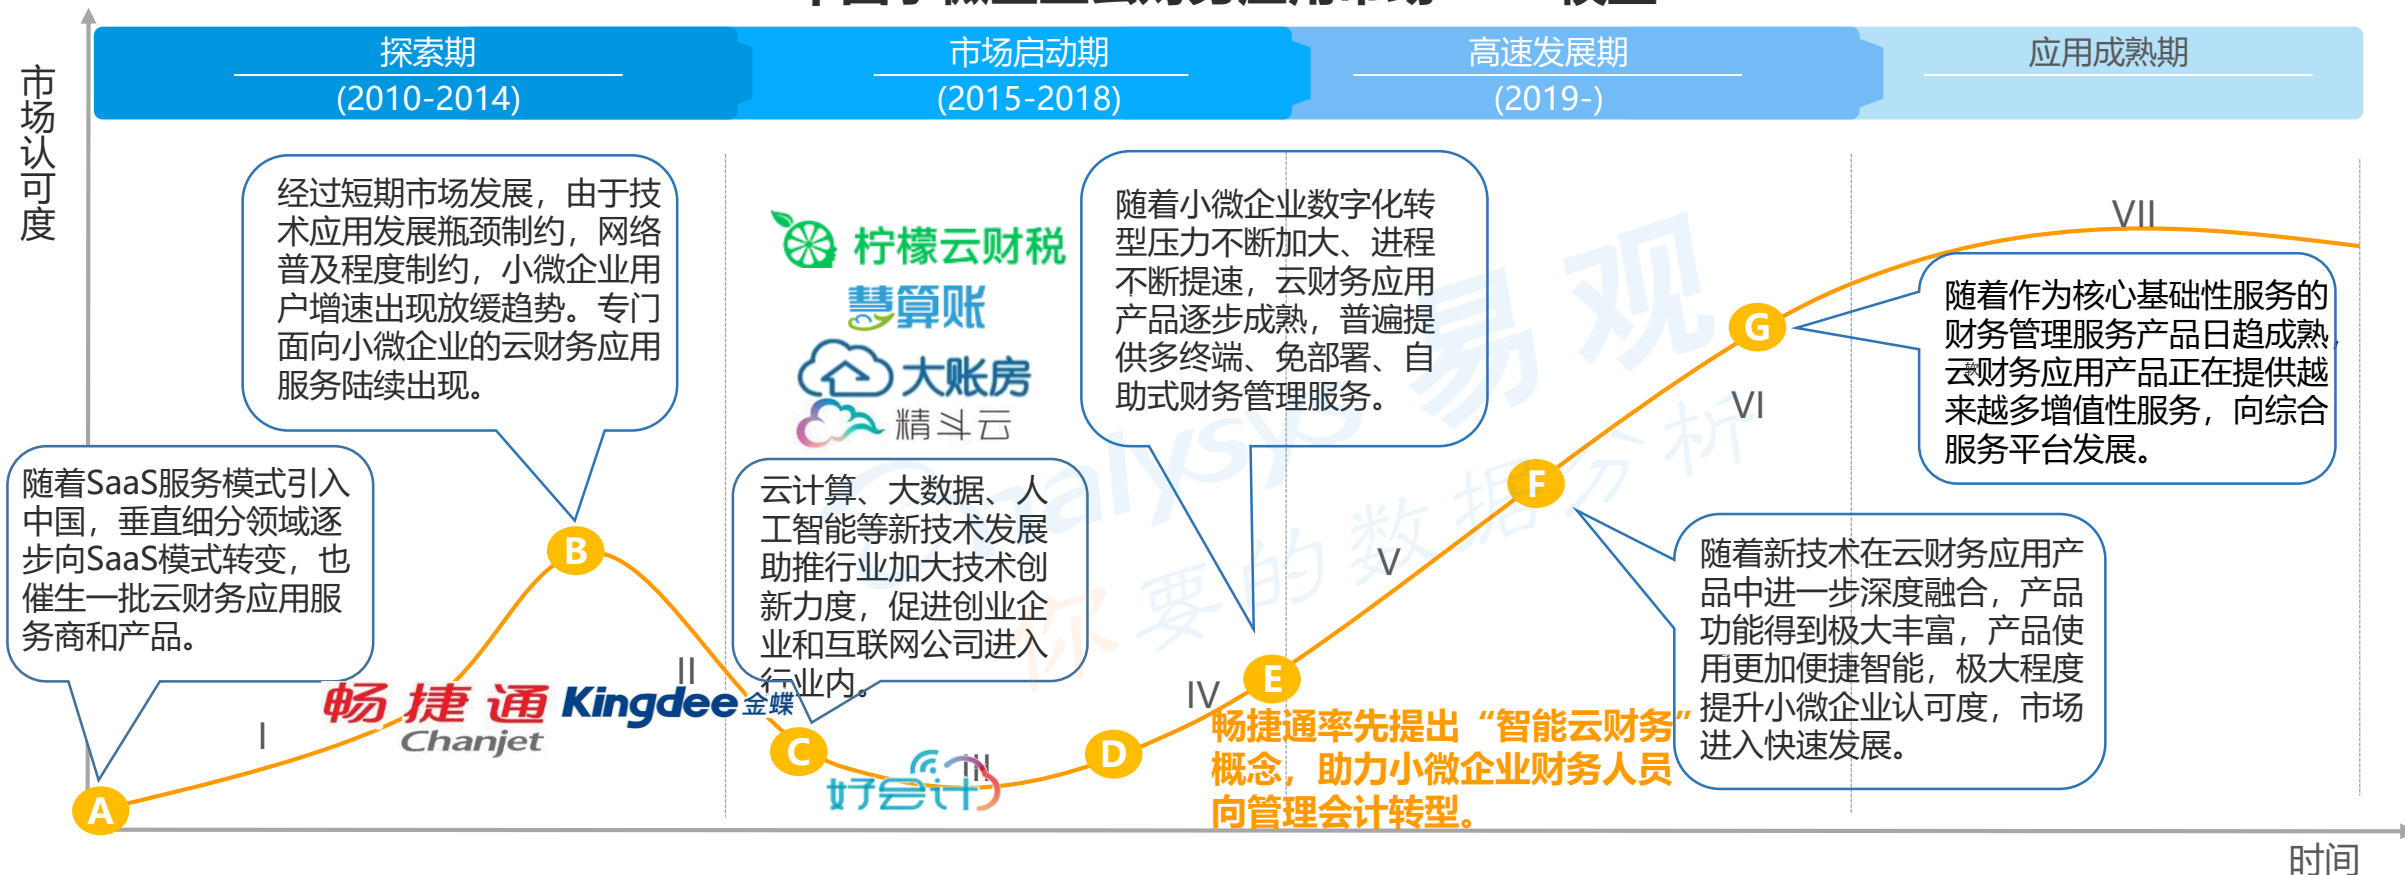 探索期
(2010-2014)
市场启动期
(2015-2018)
高速发展期
(2019-)
应用成熟期
市场认可度
经过短期市场发展，由于技
术应用发展瓶颈制约，网络
普及程度制约，小微企业用
户增速出现放缓趋势。专门
面向小微企业的云财务应用
服务陆续出现。
随着SaaS服务模式引入
中国，垂直细分领域逐
步向SaaS模式转变，也
催生一批云财务应用服
务商和产品。
柠檬云财税
慧算账
大账房
精斗云
云计算、大数据、人
工智能等新技术发展
助推行业加大技术创
新力度，促进创业企
业和互联网公司进入
行业内。
随着小微企业数字化转
型压力不断加大、进程
不断提速，云财务应用
产品逐步成熟，普遍提
供多终端、免部署、自
助式财务管理服务。
随着作为核心基础性服务的
财务管理服务产品日趋成熟，
云财务应用产品正在提供越
来越多增值性服务，向综合
服务平台发展。
随着新技术在云财务应用产
品中进一步深度融合，产品
功能得到极大丰富，产品使
用更加便捷智能，极大程度
提升小微企业认可度，市场
进入快速发展。
畅捷通率先提出“智能云财务”
概念，助力小微企业财务人员
向管理会计转型。
畅捷通
Chanjet
Kingdee金蝶
好会计
A
B
C
D
E
F
G
I
II
III
IV
V
VI
VII
nalysys 易观
你要的数据分析
时间